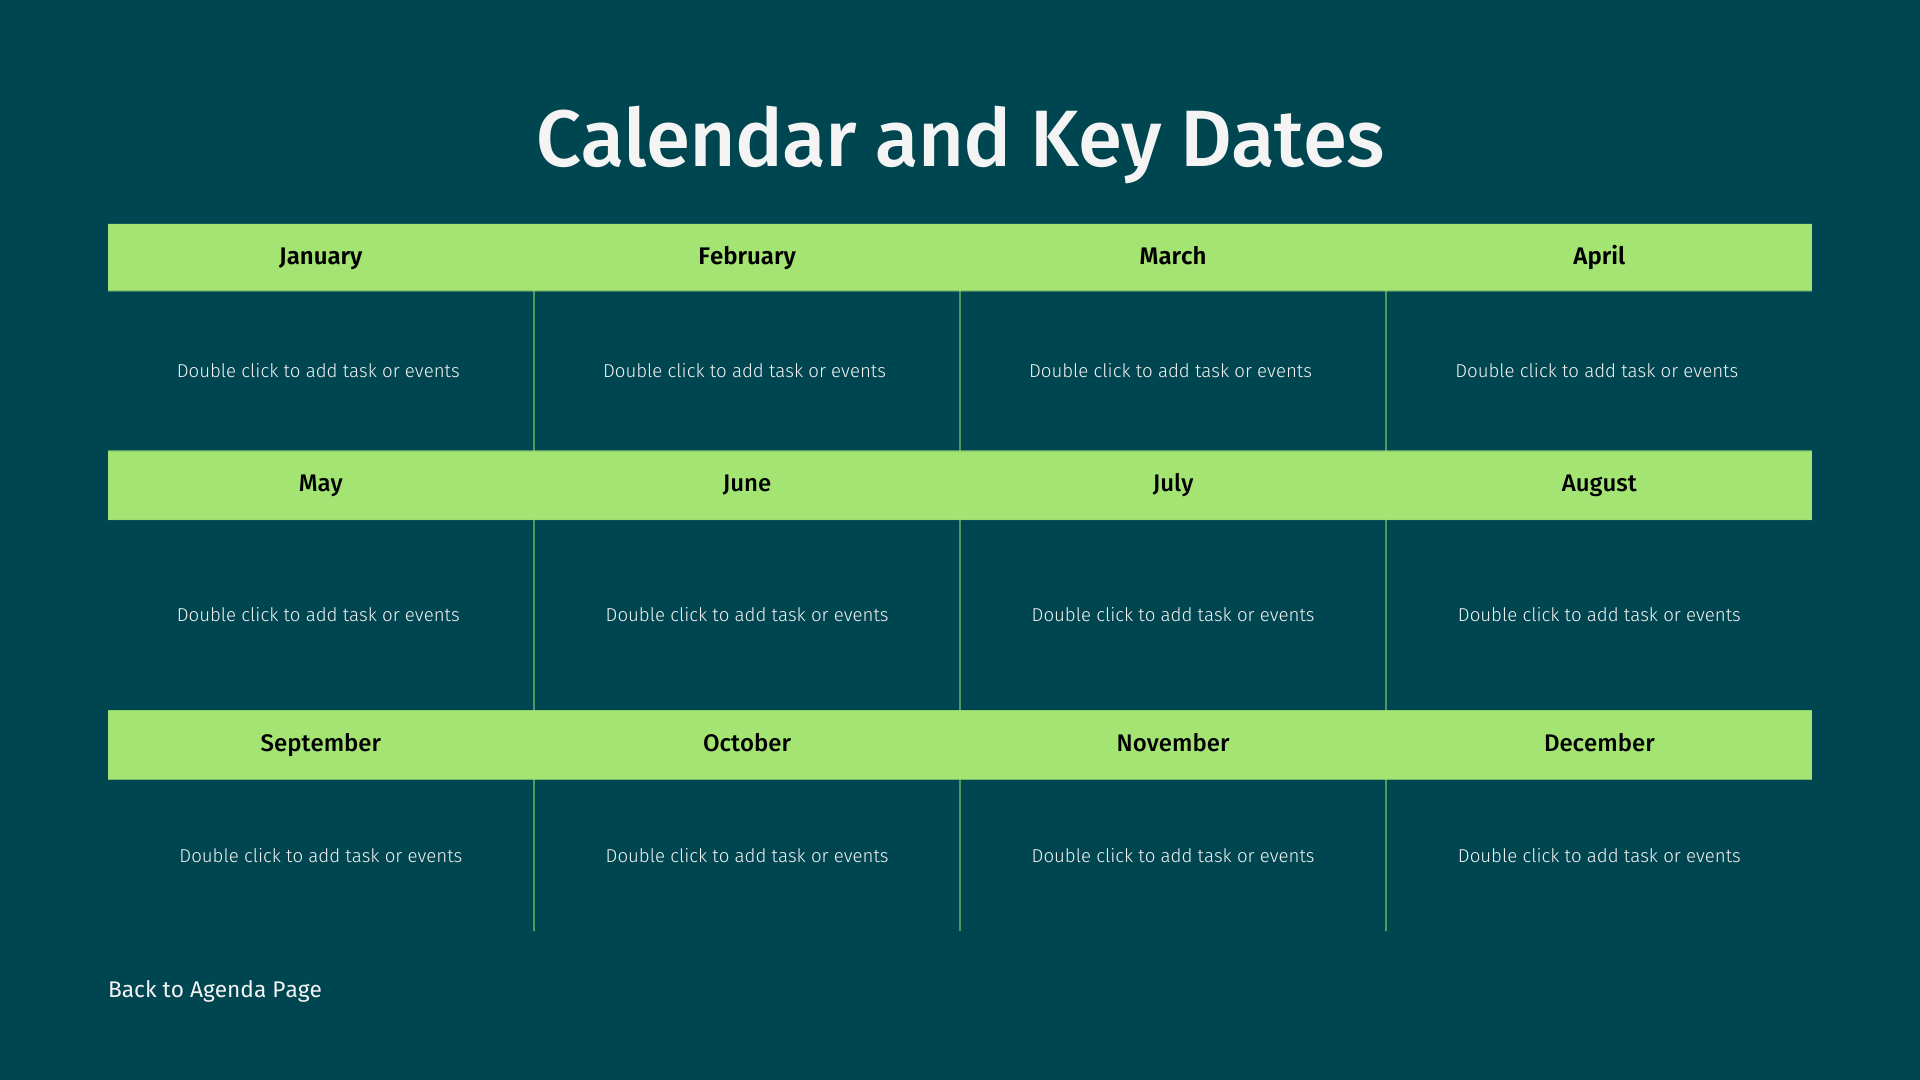 Calendar and Key Dates
January February March April
Double click to add task or events Double click to add task or events Double click to add task or events Double click to add task or events
May June July August
Double click to add task or events Double click to add task or events Double click to add task or events Double click to add task or events
September October November December
Double click to add task or events Double click to add task or events Double click to add task or events Double click to add task or events
Back to Agenda Page